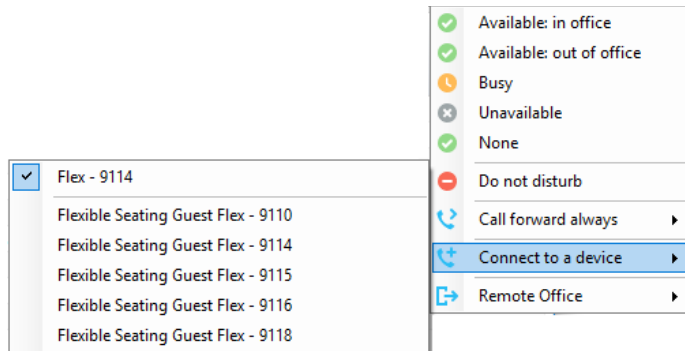 Available: in office
Available: out of office
Busy
Unavailable
None
Do not disturb
Call forward always
Connect to a device
Remote Office
Flex - 9114
Flexible Seating Guest Flex - 9110
Flexible Seating Guest Flex - 9114
Flexible Seating Guest Flex - 9115
Flexible Seating Guest Flex - 9116
Flexible Seating Guest Flex - 9118